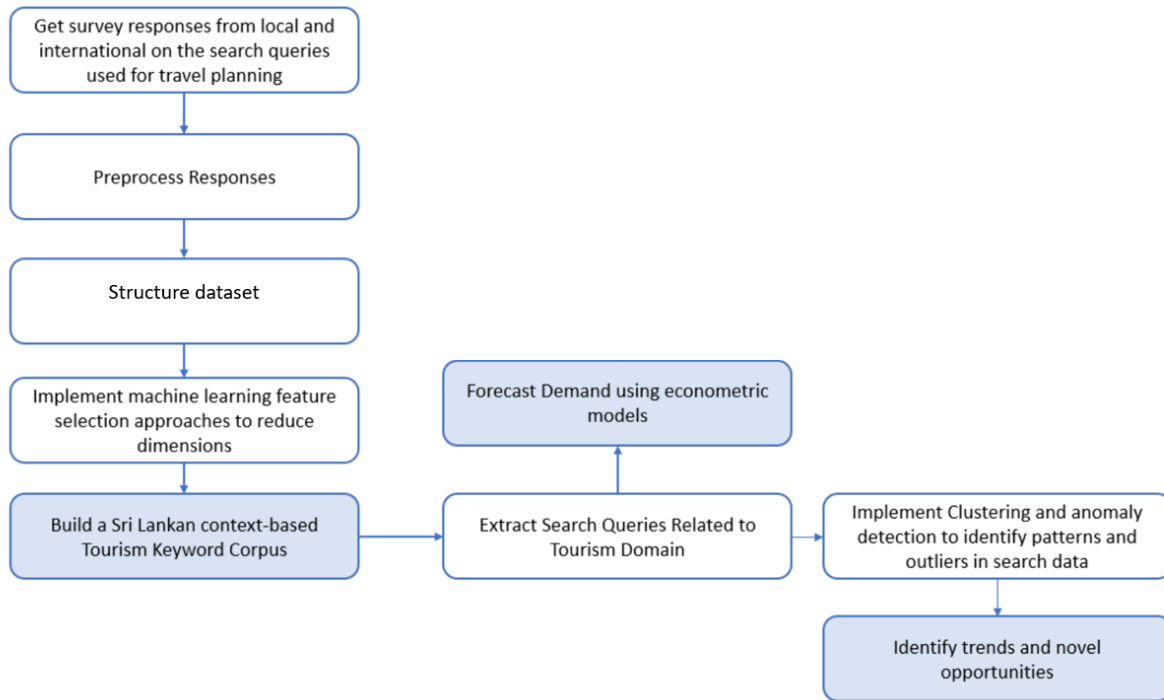 Get survey responses from local and
international on the search queries
used for travel planning
Preprocess Responses
Structure dataset
Implement machine learning feature
selection approaches to reduce
dimensions
Build a Sri Lankan context-based
Tourism Keyword Corpus
Forecast Demand using econometric
models
Extract Search Queries Related to
Tourism Domain
Implement Clustering and anomaly
detection to identify patterns and
outliers in search data
Identify trends and novel
opportunities